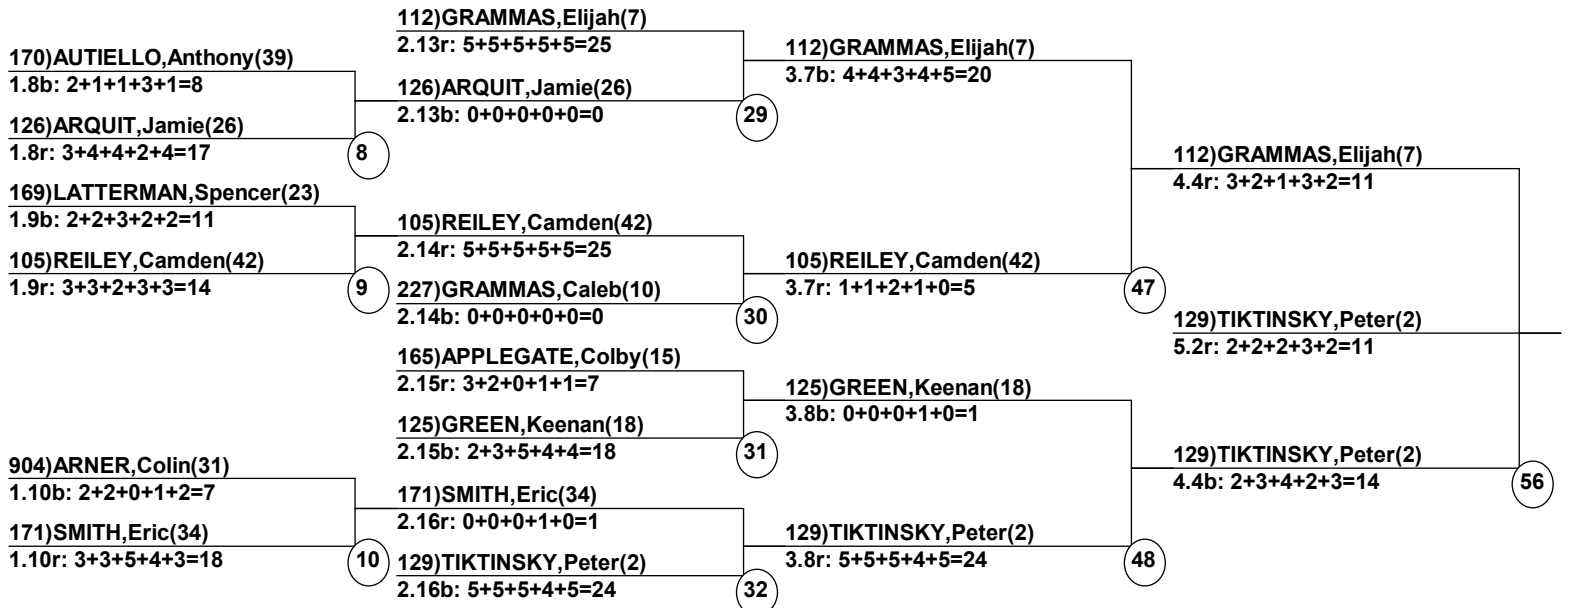 170)AUTIELLO,Anthony(39)
1.8b: 2+1+1+3+1=8
126)ARQUIT,Jamie(26)
1.8r: 3+4+4+2+4=17
8
169)LATTERMAN,Spencer(23)
1.9b: 2+2+3+2+2=11
105)REILEY,Camden(42)
1.9r: 3+3+2+3+3=14
9
904)ARNER,Colin(31)
1.10b: 2+2+0+1+2=7
171)SMITH,Eric(34)
1.10r: 3+3+5+4+3=18
10
112)GRAMMAS,Elijah(7)
2.13r: 5+5+5+5+5=25
126)ARQUIT,Jamie(26)
2.13b: 0+0+0+0+0=0
29
105)REILEY,Camden(42)
2.14r: 5+5+5+5+5=25
227)GRAMMAS,Caleb(10)
2.14b: 0+0+0+0+0=0
30
165)APPLEGATE,Colby(15)
2.15r: 3+2+0+1+1=7
125)GREEN,Keenan(18)
2.15b: 2+3+5+4+4=18
31
171)SMITH,Eric(34)
2.16r: 0+0+0+1+0=1
129)TIKTINSKY,Peter(2)
2.16b: 5+5+5+4+5=24
32
112)GRAMMAS,Elijah(7)
3.7b: 4+4+3+4+5=20
105)REILEY,Camden(42)
3.7r: 1+1+2+1+0=5
47
125)GREEN,Keenan(18)
3.8b: 0+0+0+1+0=1
129)TIKTINSKY,Peter(2)
3.8r: 5+5+5+4+5=24
48
112)GRAMMAS,Elijah(7)
4.4r: 3+2+1+3+2=11
129)TIKTINSKY,Peter(2)
5.2r: 2+2+2+3+2=11
129)TIKTINSKY,Peter(2)
4.4b: 2+3+4+2+3=14
56